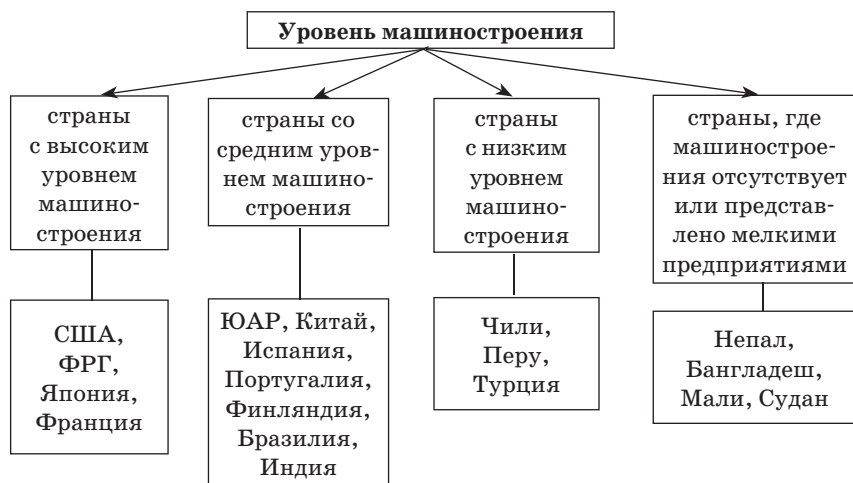 Уровень машиностроения
страны
с высоким
уровнем
машино-
строения
США,
ФРГ,
Япония,
Франция
страны со
средним уров-
нем машино-
строения
ЮАР, Китай,
Испания,
Португалия,
Финляндия,
Бразилия,
Индия
страны
с низким
уровнем
машино-
строения
Чили,
Перу,
Турция
страны, где
машинострое-
ния отсутствует
или представ-
лено мелкими
предприятиями
Непал,
Бангладеш,
Мали, Судан